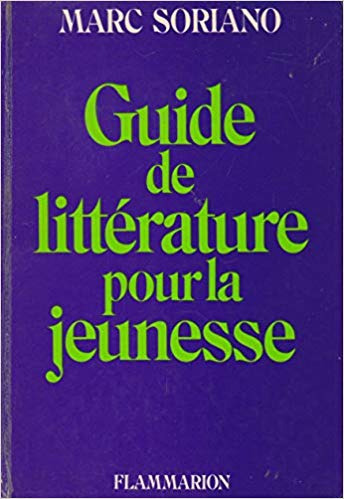 MARC SORIANO
Guide
de
littérature
pour la
jeunesse
FLAMMARION